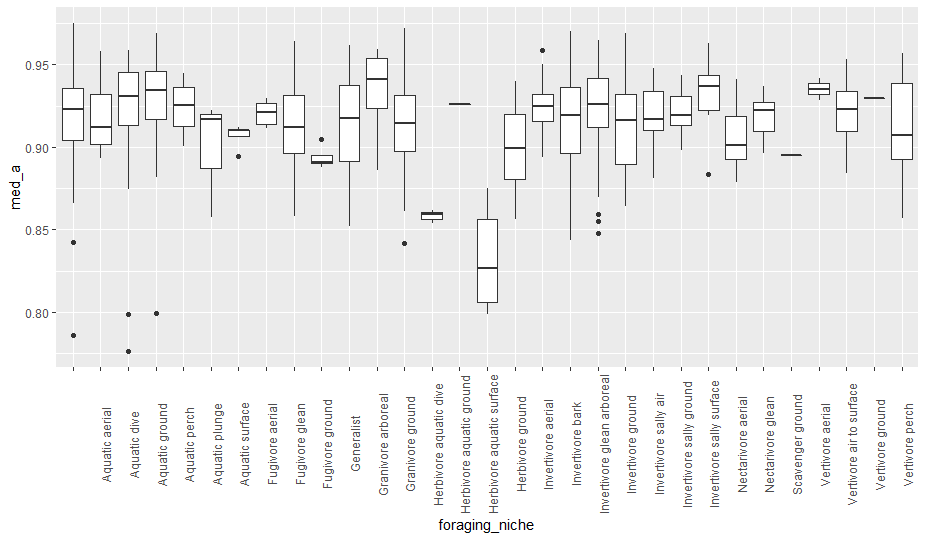 0.95
0.90
0.85
0.80
med_a
Aquatic aerial
Aquatic dive
Aquatic ground
Aquatic perch
Aquatic plunge
Aquatic surface
Fugivore aerial
Fugivore glean
Fugivore ground
Generalist
Granivore arboreal
Granivore ground
Herbivore aquatic dive
Herbivore aquatic ground
Herbivore aquatic surface
Herbivore ground
Invertivore aerial
Invertivore bark
Invertivore glean arboreal
Invertivore ground
Invertivore sally air
Invertivore sally ground
Invertivore sally surface
Nectarivore aerial
Nectarivore glean
Scavenger ground
Vertivore aerial
Vertivore air to surface
Vertivore ground
Vertivore perch
foraging_niche